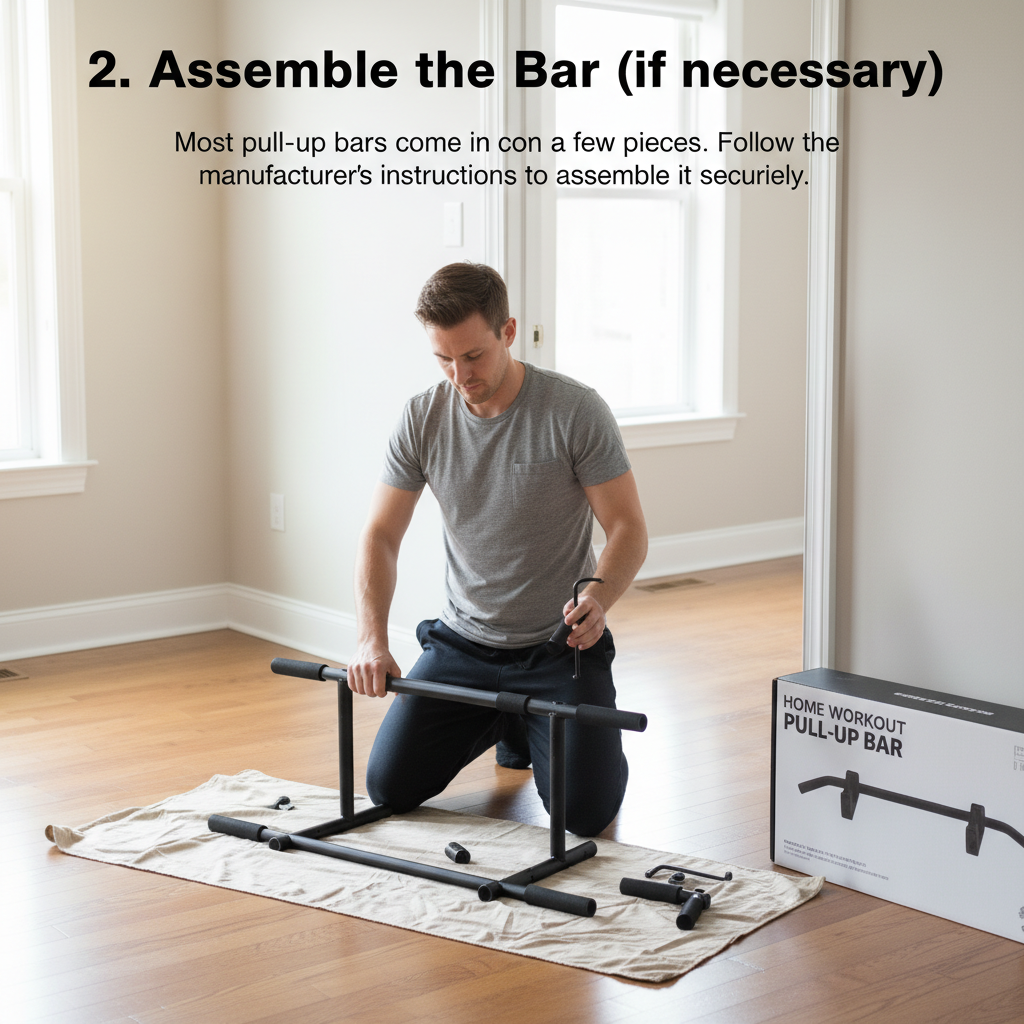 2. Assemble the Bar (if necessary)
Most pull-up bars come in con a few pieces. Follow the
manufacturer's instructions to assemble it securiely.
HOME WORKOUT
PULL-UP BAR